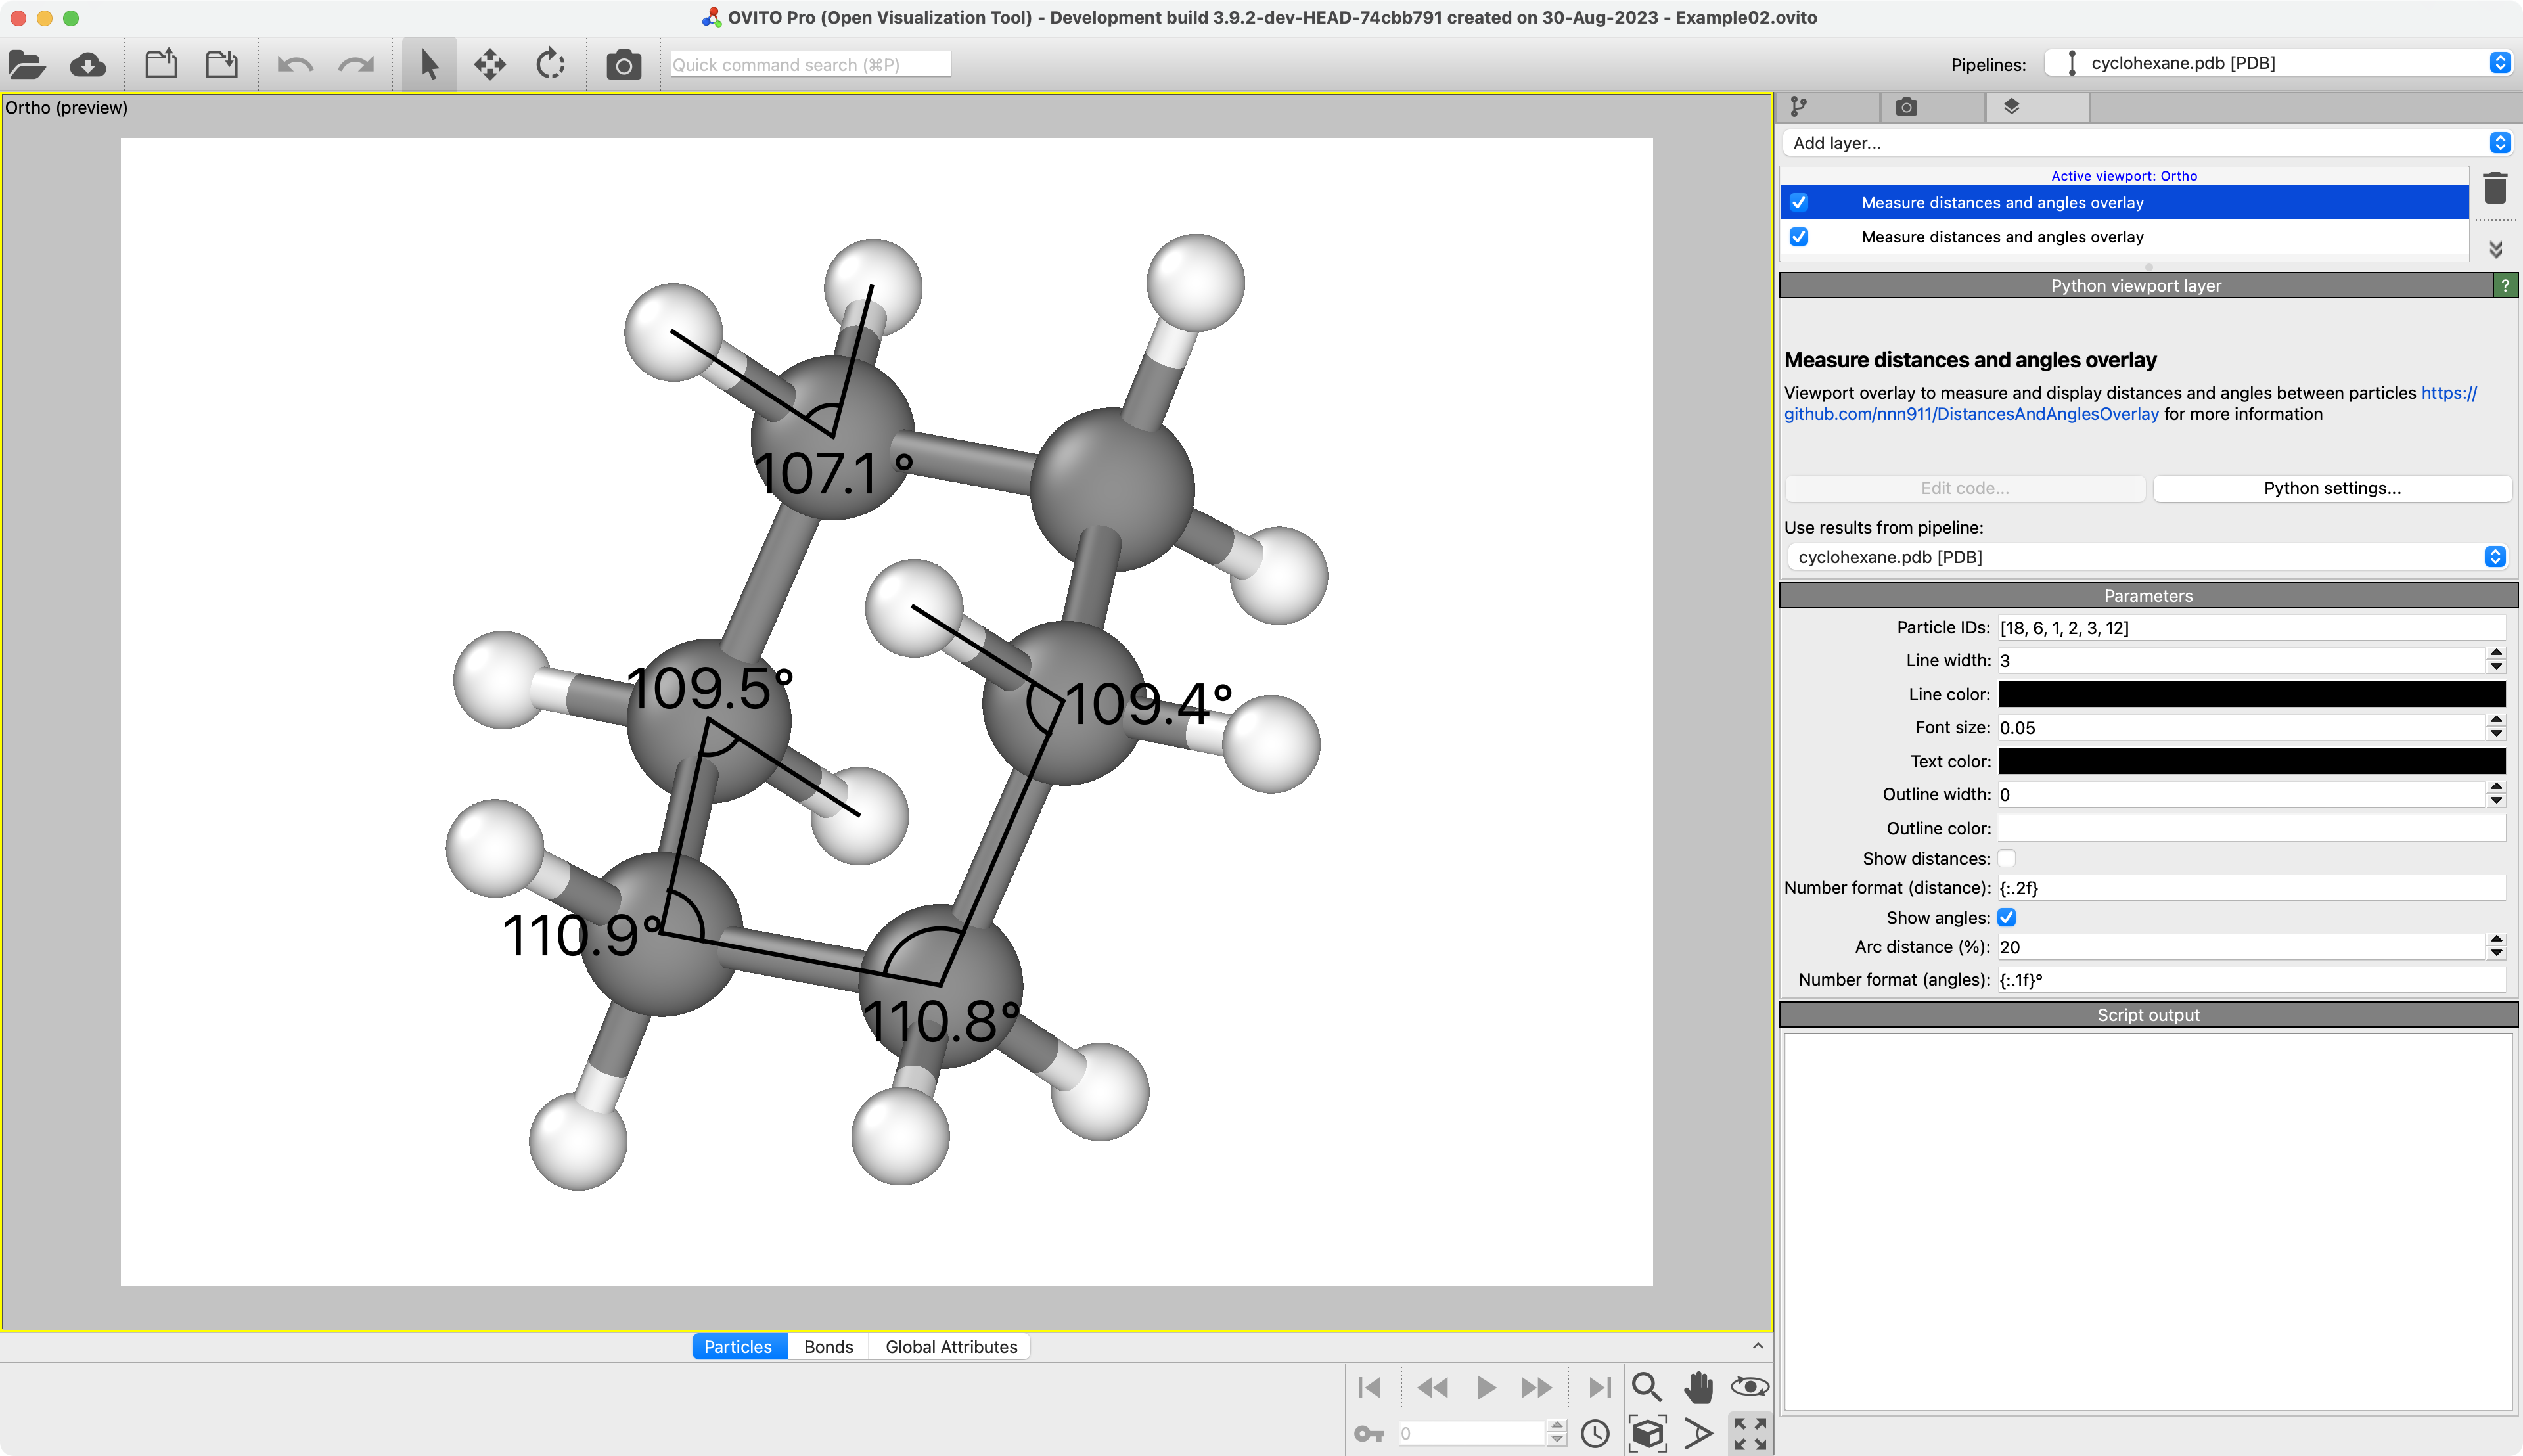 OVITO Pro (Open Visualization Tool) - Development build 3.9.2-dev-HEAD-74cbb791 created on 30-Aug-2023 - Example02.ovito
Quick command search (⌘P)
Pipelines: cyclohexane.pdb [PDB]
Ortho (preview)
107.1 °
109.5°
109.4°
110.9°
110.8°
Add layer...
Active viewport: Ortho
Measure distances and angles overlay
Measure distances and angles overlay
Python viewport layer ?
Measure distances and angles overlay
Viewport overlay to measure and display distances and angles between particles https://
github.com/nnn911/DistancesAndAnglesOverlay for more information
Edit code... Python settings...
Use results from pipeline:
cyclohexane.pdb [PDB]
Parameters
Particle IDs: [18, 6, 1, 2, 3, 12]
Line width: 3
Line color:
Font size: 0.05
Text color:
Outline width: 0
Outline color:
Show distances:
Number format (distance): {:.2f}
Show angles:
Arc distance (%): 20
Number format (angles): {:.1f}°
Script output
Particles Bonds Global Attributes
0